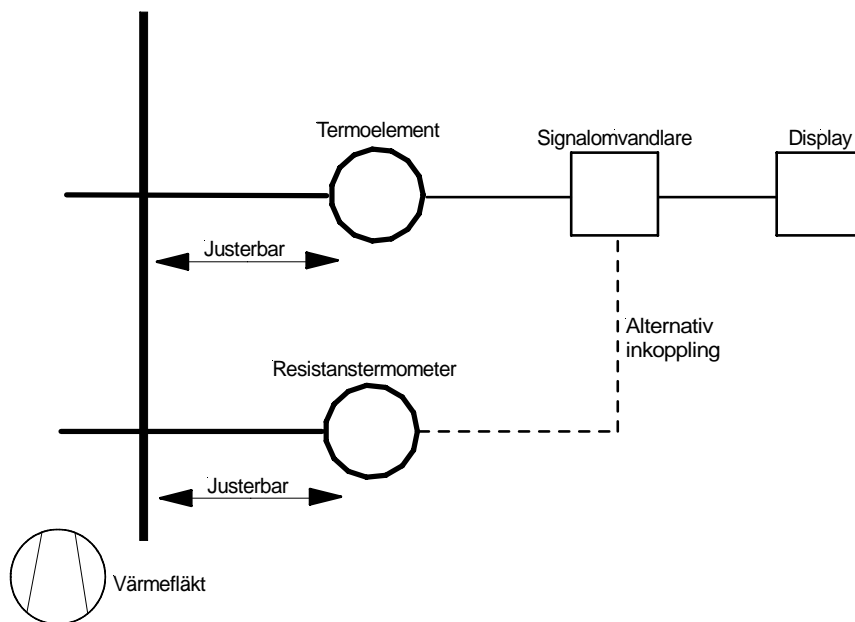 Termoelement
Signalomvandlare
Display
Justerbar
Alternativ
inkoppling
Resistanstermometer
Justerbar
Värmefläkt